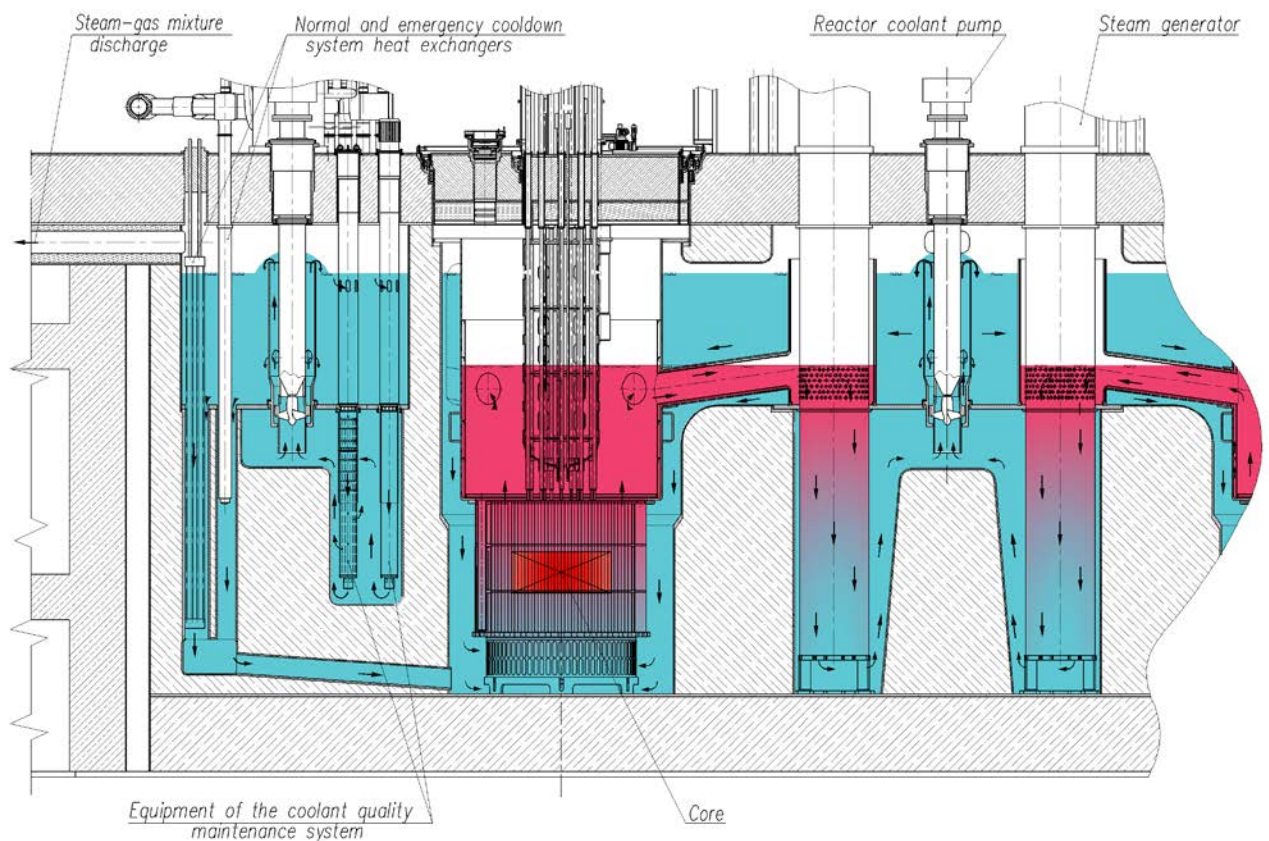 Steam-gas mixture
discharge
Normal and emergency cooldown
system heat exchangers
Reactor coolant pump
Steam generator
Equipment of the coolant quality
maintenance system
Core